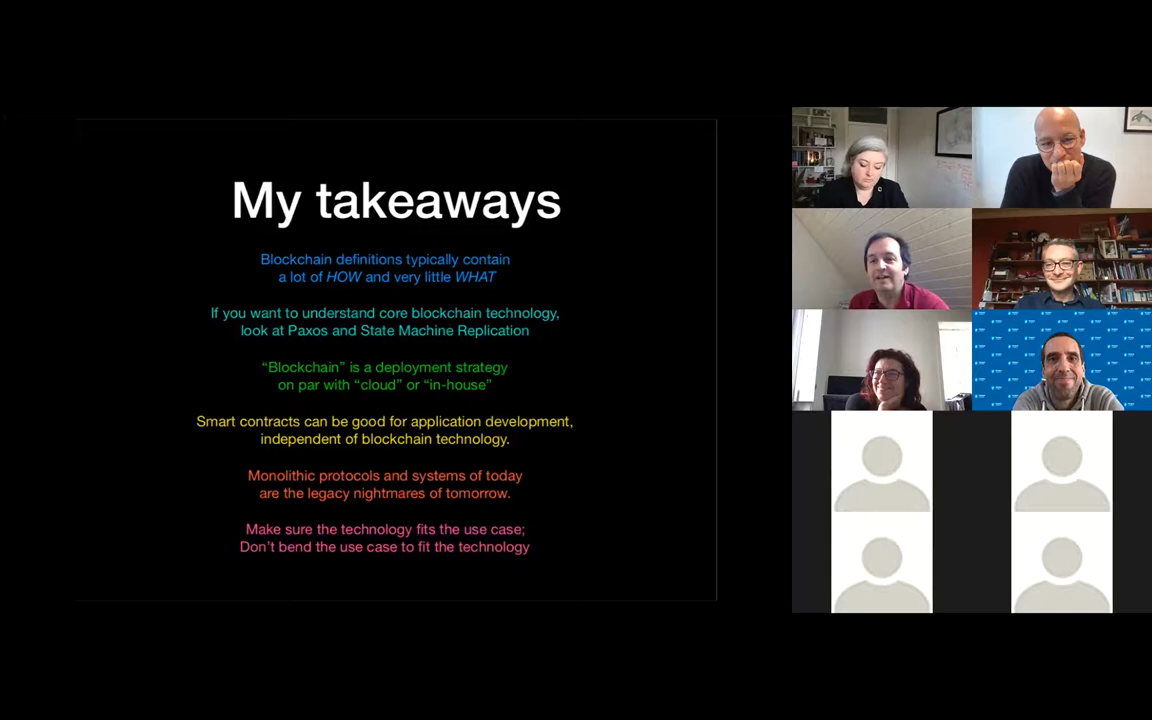 My takeaways
Blockchain definitions typically contain
a lot of HOW and very little WHAT
If you want to understand core blockchain technology,
look at Paxos and State Machine Replication
“Blockchain” is a deployment strategy
on par with “cloud” or “in-house”
Smart contracts can be good for application development,
independent of blockchain technology.
Monolithic protocols and systems of today
are the legacy nightmares of tomorrow.
Make sure the technology fits the use case;
Don’t bend the use case to fit the technology